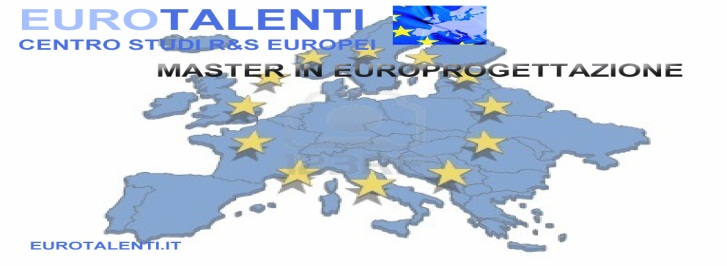 EUROTALENTI
CENTRO STUDI R&S EUROPEI
MASTER IN EUROPROGETTAZIONE
EUROTALENTI.IT